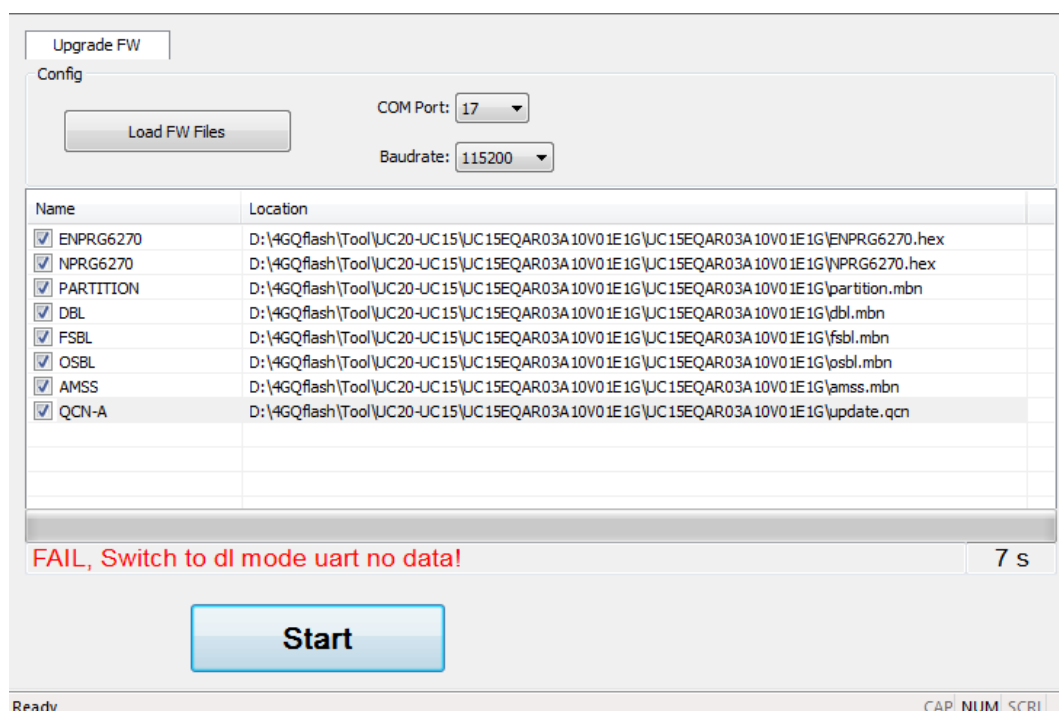 Upgrade FW
Config
Load FW Files
COM Port: 17
Baudrate: 115200
Name Location
ENPRG6270 D:\4GQflash\Tool\UC20-UC15\UC15EQAR03A10V01E1G\UC15EQAR03A10V01E1G\ENPRG6270.hex
NPRG6270 D:\4GQflash\Tool\UC20-UC15\UC15EQAR03A10V01E1G\UC15EQAR03A10V01E1G\NPRG6270.hex
PARTITION D:\4GQflash\Tool\UC20-UC15\UC15EQAR03A10V01E1G\UC15EQAR03A10V01E1G\partition.mbn
DBL D:\4GQflash\Tool\UC20-UC15\UC15EQAR03A10V01E1G\UC15EQAR03A10V01E1G\dbl.mbn
FSBL D:\4GQflash\Tool\UC20-UC15\UC15EQAR03A10V01E1G\UC15EQAR03A10V01E1G\fsbl.mbn
OSBL D:\4GQflash\Tool\UC20-UC15\UC15EQAR03A10V01E1G\UC15EQAR03A10V01E1G\osbl.mbn
AMSS D:\4GQflash\Tool\UC20-UC15\UC15EQAR03A10V01E1G\UC15EQAR03A10V01E1G\amss.mbn
QCN-A D:\4GQflash\Tool\UC20-UC15\UC15EQAR03A10V01E1G\UC15EQAR03A10V01E1G\update.qcn
FAIL, Switch to dl mode uart no data! 7 s
Start
Ready CAP NUM SCRL